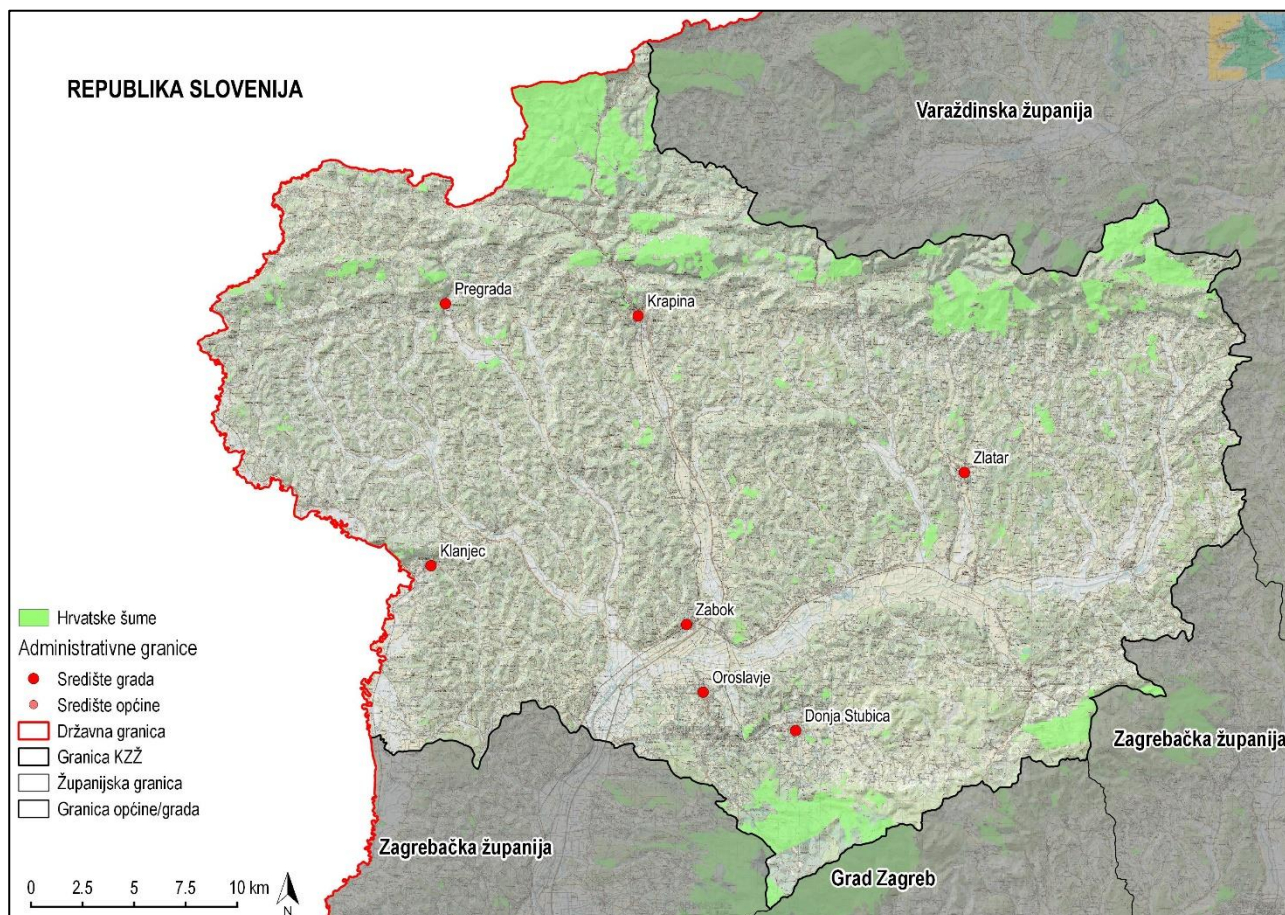 REPUBLIKA SLOVENIJA
Varaždinska županija
Pregrada
Krapina
Zlatar
Klanjec
Zabok
Oroslavje
Donja Stubica
Zagrebačka županija
Zagrebačka županija
Grad Zagreb
Hrvatske šume
Administrativne granice
Središte grada
Središte općine
Državna granica
Granica KZŽ
Županijska granica
Granica općine/grada
0 2.5 5 7.5 10 km
N